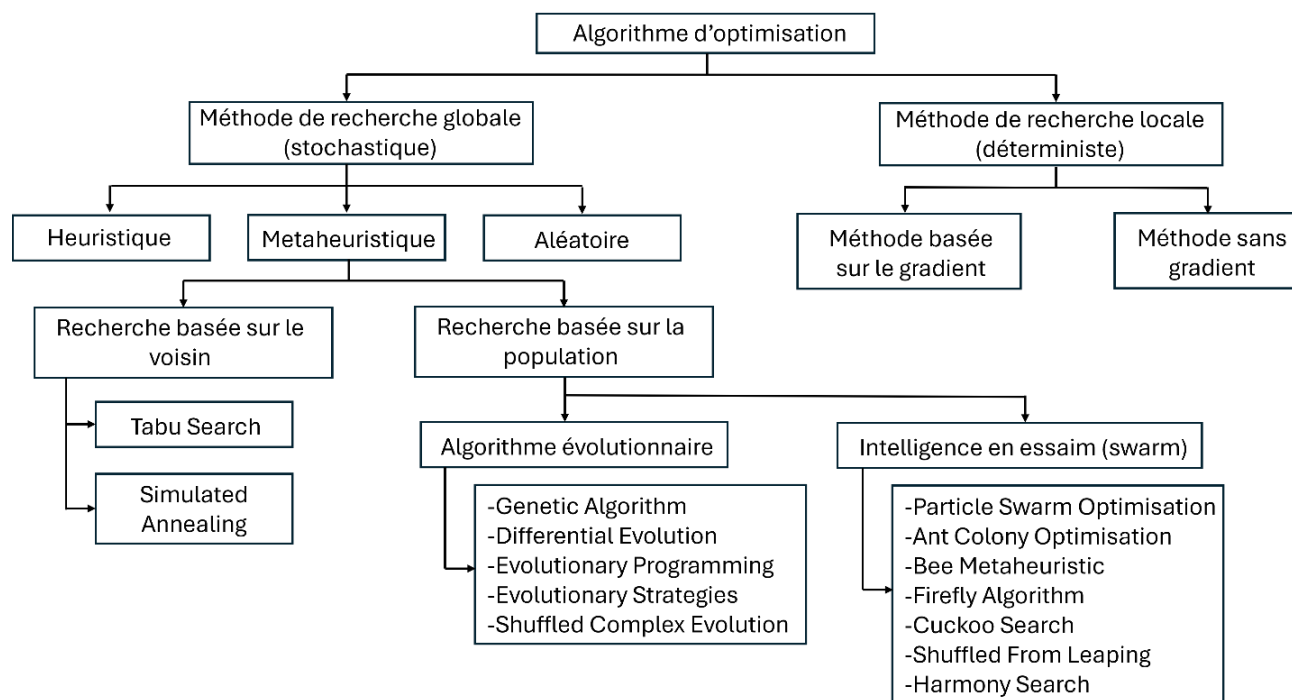 Algorithme d'optimisation
Méthode de recherche globale
(stochastique)
Méthode de recherche locale
(déterministe)
Heuristique
Metaheuristique
Aléatoire
Méthode basée
sur le gradient
Méthode sans
gradient
Recherche basée sur le
voisin
Recherche basée sur la
population
Tabu Search
Simulated
Annealing
Algorithme évolutionnaire
Intelligence en essaim (swarm)
-Genetic Algorithm
-Differential Evolution
-Evolutionary Programming
-Evolutionary Strategies
-Shuffled Complex Evolution
-Particle Swarm Optimisation
-Ant Colony Optimisation
-Bee Metaheuristic
-Firefly Algorithm
-Cuckoo Search
-Shuffled From Leaping
-Harmony Search